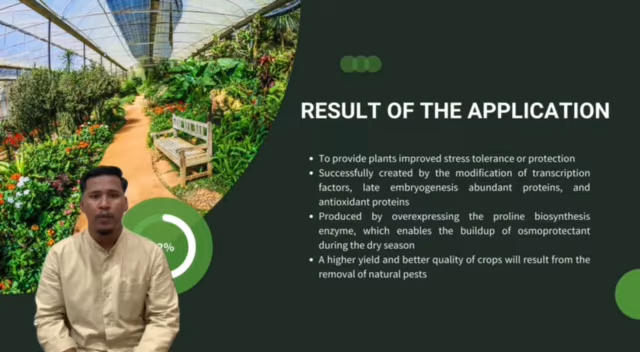 RESULT OF THE APPLICATION
• To provide plants improved stress tolerance or protection
• Successfully created by the modification of transcription
factors, late embryogenesis abundant proteins, and
antioxidant proteins
• Produced by overexpressing the proline biosynthesis
enzyme, which enables the buildup of osmoprotectant
during the dry season
• A higher yield and better quality of crops will result from the
removal of natural pests